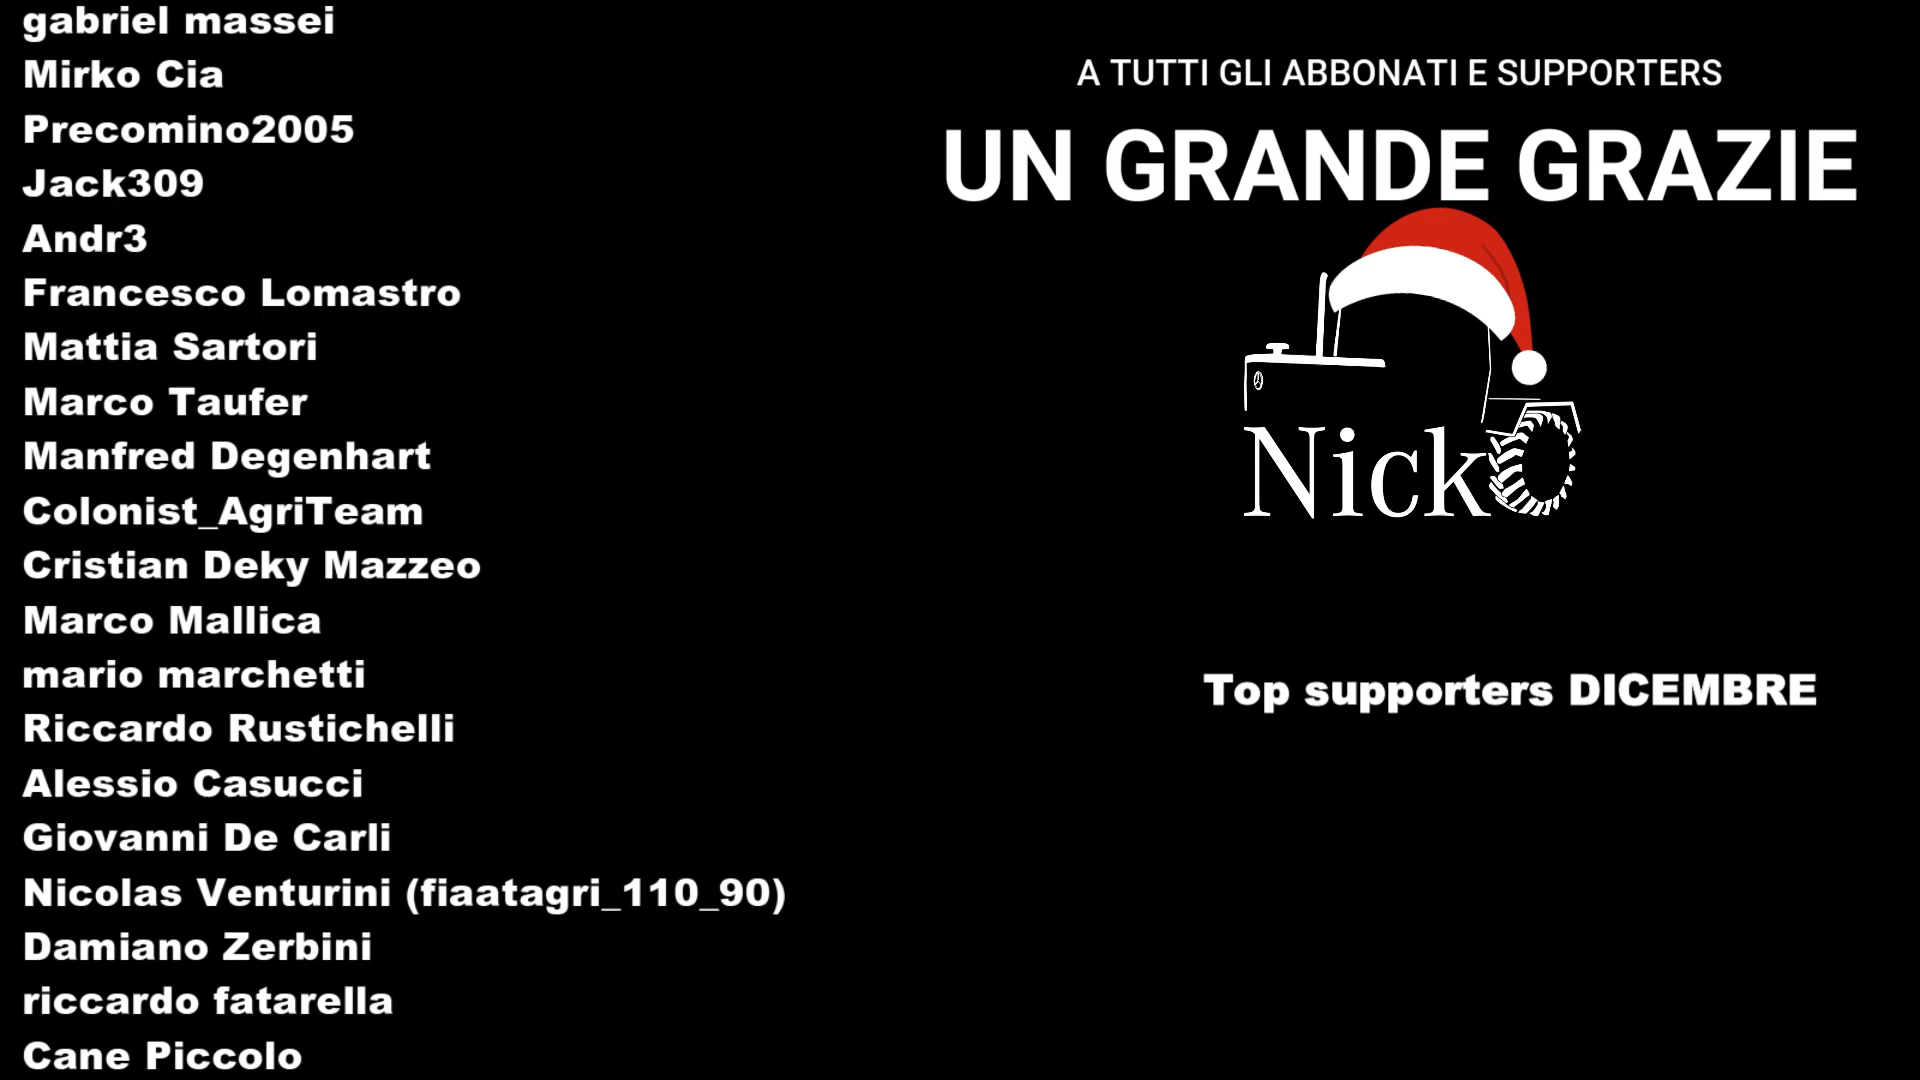 gabriel massei
Mirko Cia
Precomino2005
Jack309
Andr3
Francesco Lomastro
Mattia Sartori
Marco Taufer
Manfred Degenhart
Colonist_AgriTeam
Cristian Deky Mazzeo
Marco Mallica
mario marchetti
Riccardo Rustichelli
Alessio Casucci
Giovanni De Carli
Nicolas Venturini (fiaatagri_110_90)
Damiano Zerbini
riccardo fatarella
Cane Piccolo
A TUTTI GLI ABBONATI E SUPPORTERS
UN GRANDE GRAZIE
Nicko
Top supporters DICEMBRE